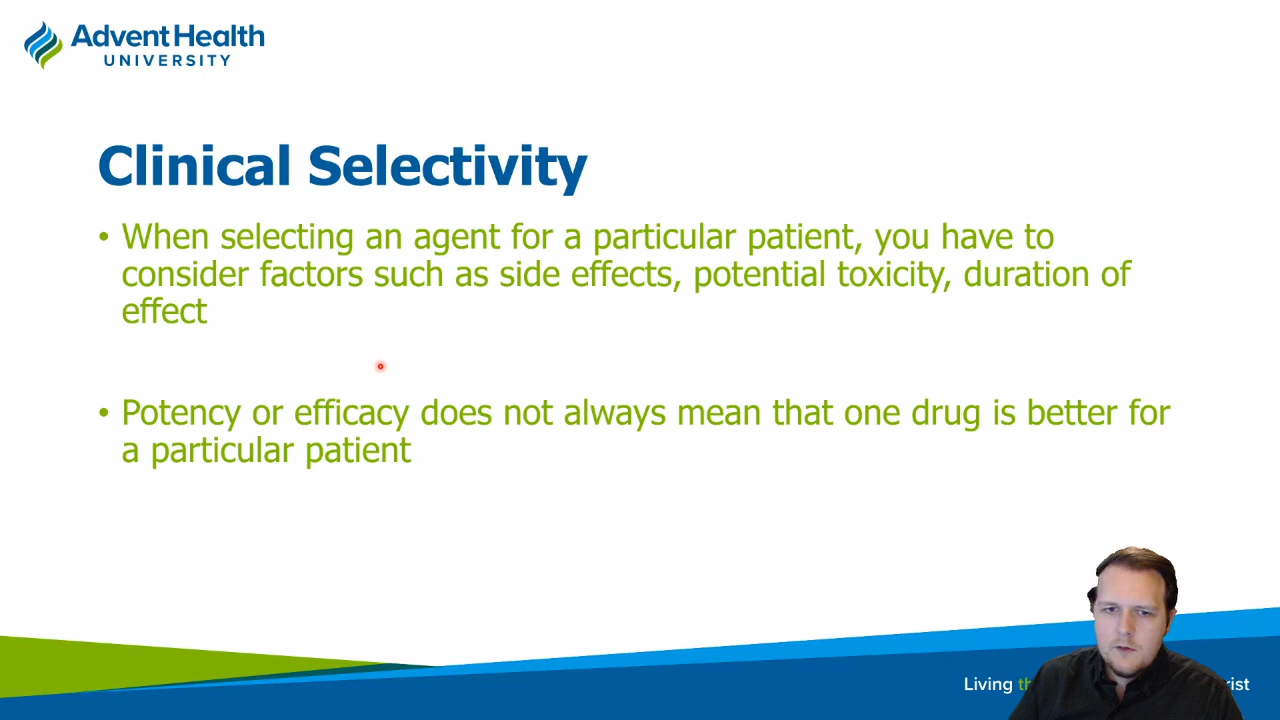 AdventHealth
UNIVERSITY
Clinical Selectivity
• When selecting an agent for a particular patient, you have to
consider factors such as side effects, potential toxicity, duration of
effect
• Potency or efficacy does not always mean that one drug is better for
a particular patient
Living